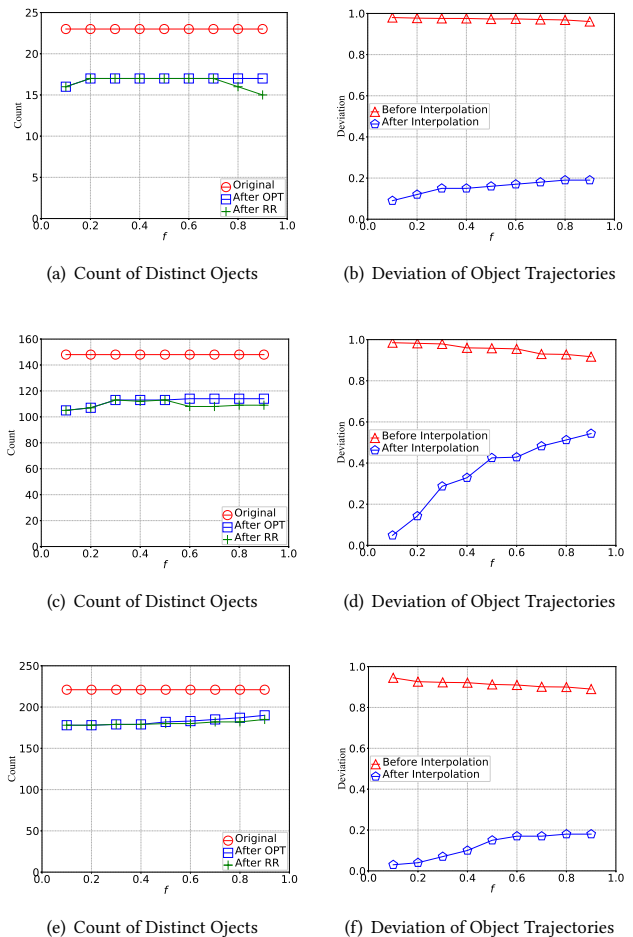 25
20
15
10
5
0
Count
Original
After OPT
After RR
0.0 0.2 0.4 0.6 0.8 1.0
f
(a) Count of Distinct Ojects
1.0
0.8
0.6
0.4
0.2
0.0
Deviation
Before Interpolation
After Interpolation
0.0 0.2 0.4 0.6 0.8 1.0
f
(b) Deviation of Object Trajectories
160
140
120
100
80
60
40
20
0
Count
Original
After OPT
After RR
0.0 0.2 0.4 0.6 0.8 1.0
f
(c) Count of Distinct Ojects
1.0
0.8
0.6
0.4
0.2
0.0
Deviation
Before Interpolation
After Interpolation
0.0 0.2 0.4 0.6 0.8 1.0
f
(d) Deviation of Object Trajectories
250
200
150
100
50
0
Count
Original
After OPT
After RR
0.0 0.2 0.4 0.6 0.8 1.0
f
(e) Count of Distinct Ojects
1.0
0.8
0.6
0.4
0.2
0.0
Deviation
Before Interpolation
After Interpolation
0.0 0.2 0.4 0.6 0.8 1.0
f
(f) Deviation of Object Trajectories